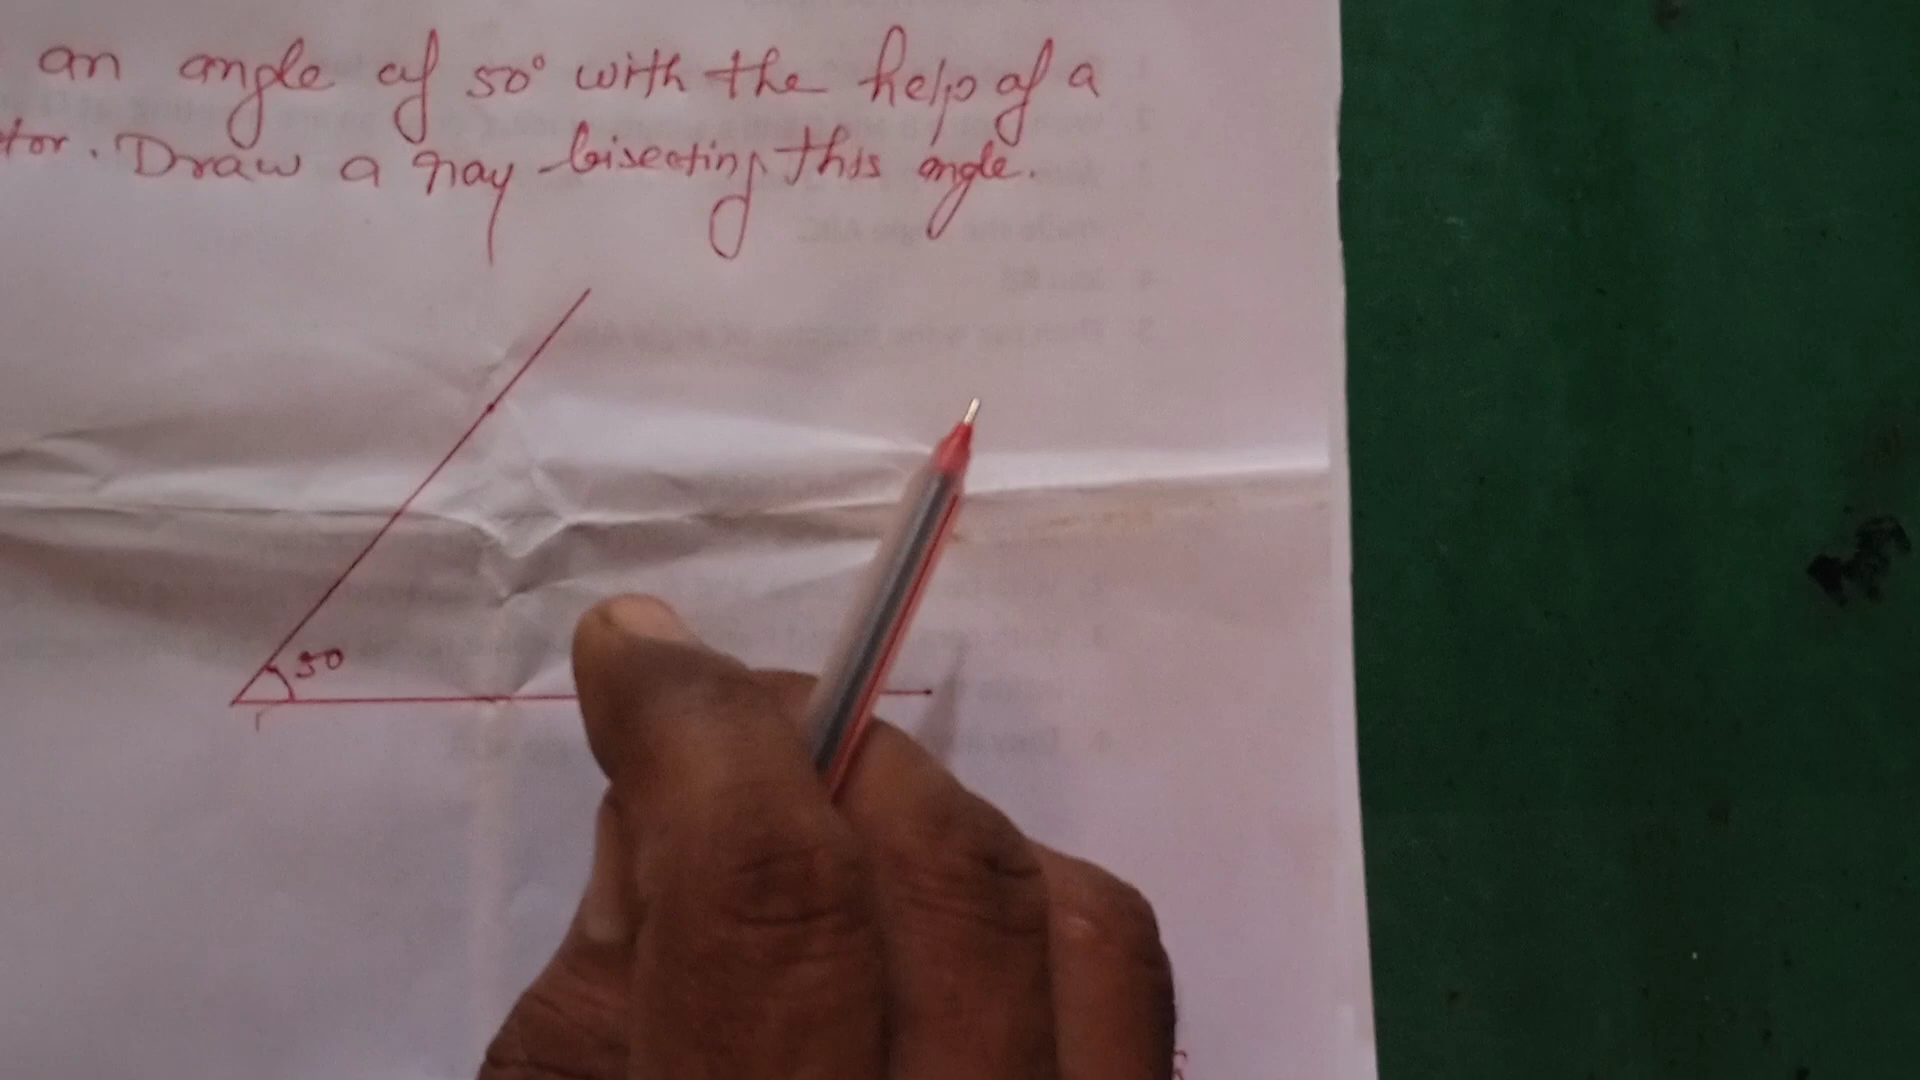 an angle of 50° with the help of a
tor. Draw a ray bisecting this angle.
50